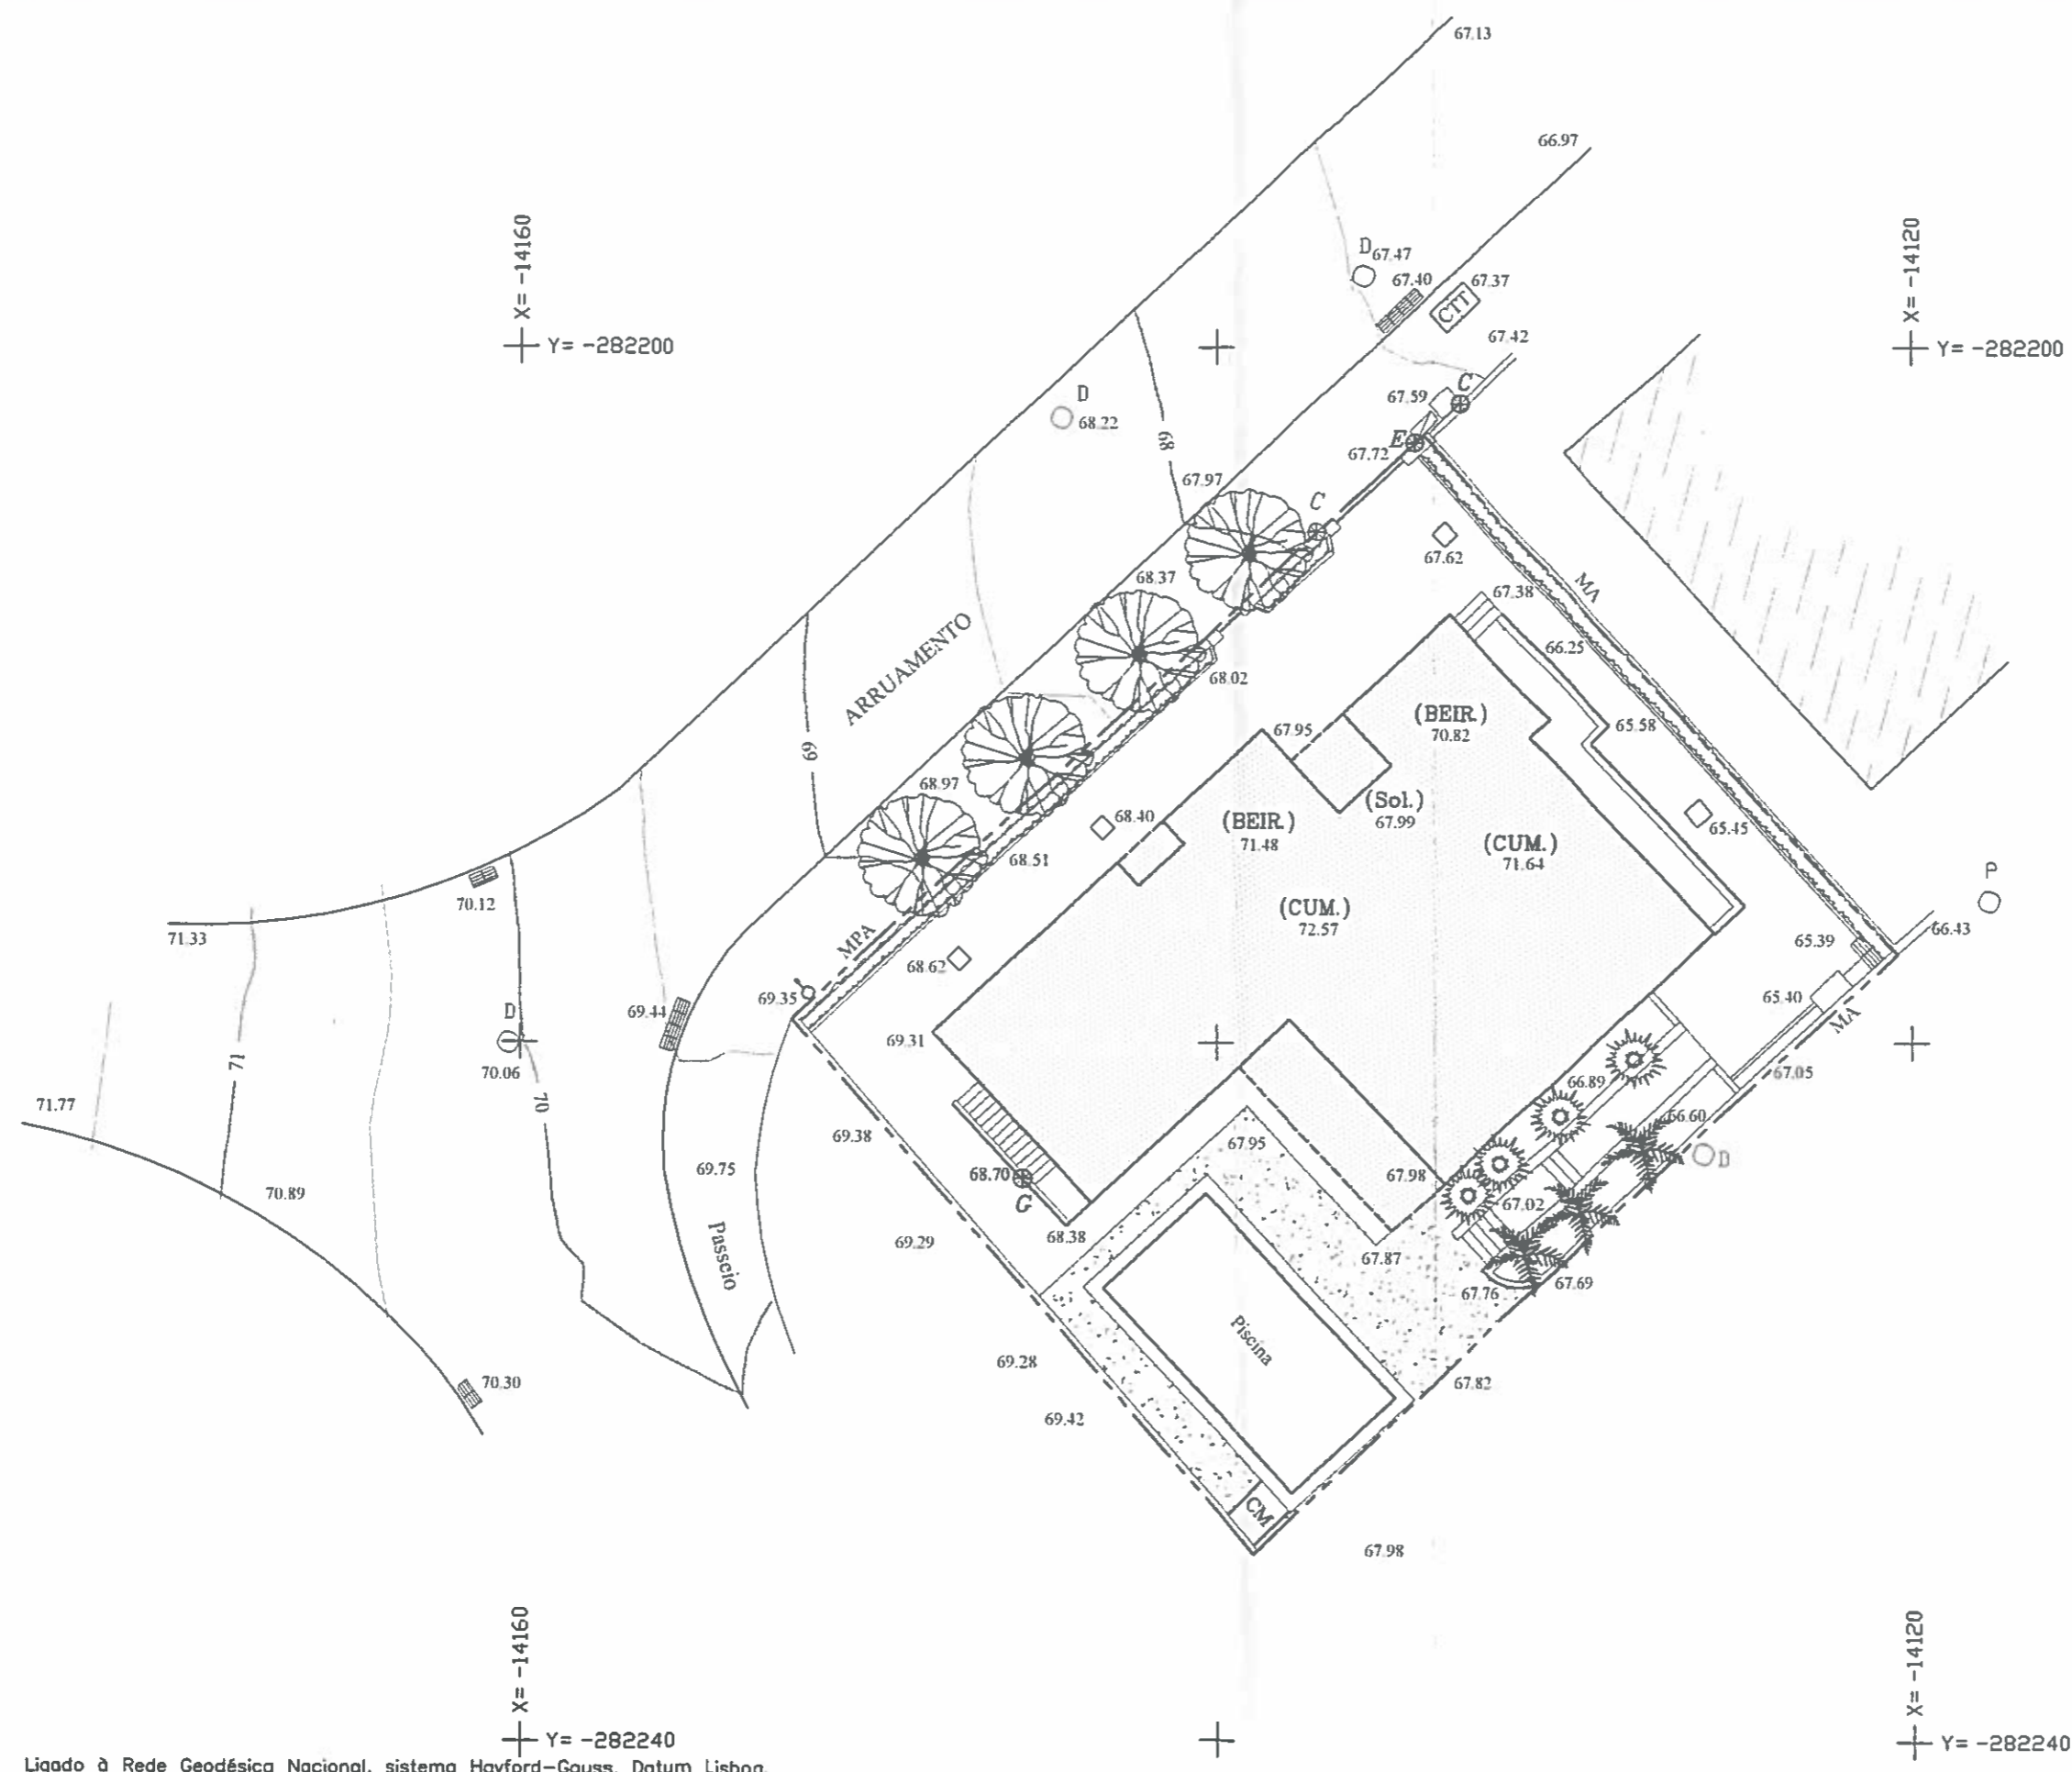 67.13
66.97
X= -14160
Y= -282200
X= -14120
Y= -282200
D
67.47
67.40
67.37
CTT
67.42
67.59
C
E
67.72
D
68.22
68
67.97
C
67.62
68.37
MA
67.38
66.25
ARRUAMENTO
68.02
67.95
(BEIR.)
70.82
65.58
69
68.97
68.40
(BEIR.)
71.48
(Sol.)
67.99
(CUM.)
71.64
65.45
68.51
P
70.12
(CUM.)
72.57
71.33
MPA
66.43
65.39
68.62
69.35
65.40
D
69.44
MA
69.31
71
70.06
70
67.05
66.89
71.77
66.60
69.38
67.95
D
69.75
67.98
68.70
G
70.89
67.02
Passeio
69.29
68.38
67.87
67.76
67.69
Piscina
69.28
70.30
67.82
69.42
CM
67.98
X= -14160
Y= -282240
X= -14120
Y= -282240
Ligado à Rede Geodésica Nacional, sistema Hayford-Gauss, Datum Lisboa.